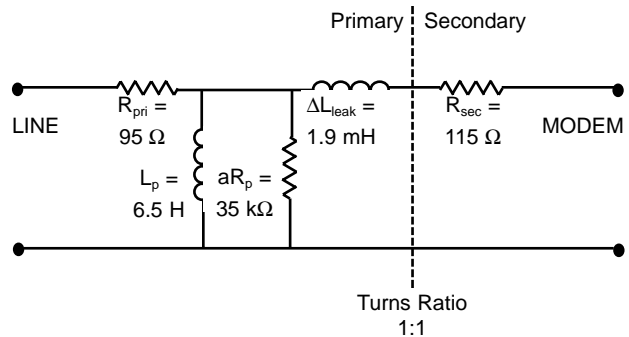 Primary Secondary
R_pri =
95 Ω
ΔL_leak =
1.9 mH
R_sec =
115 Ω
LINE
MODEM
L_p =
6.5 H
aR_p =
35 kΩ
Turns Ratio
1:1